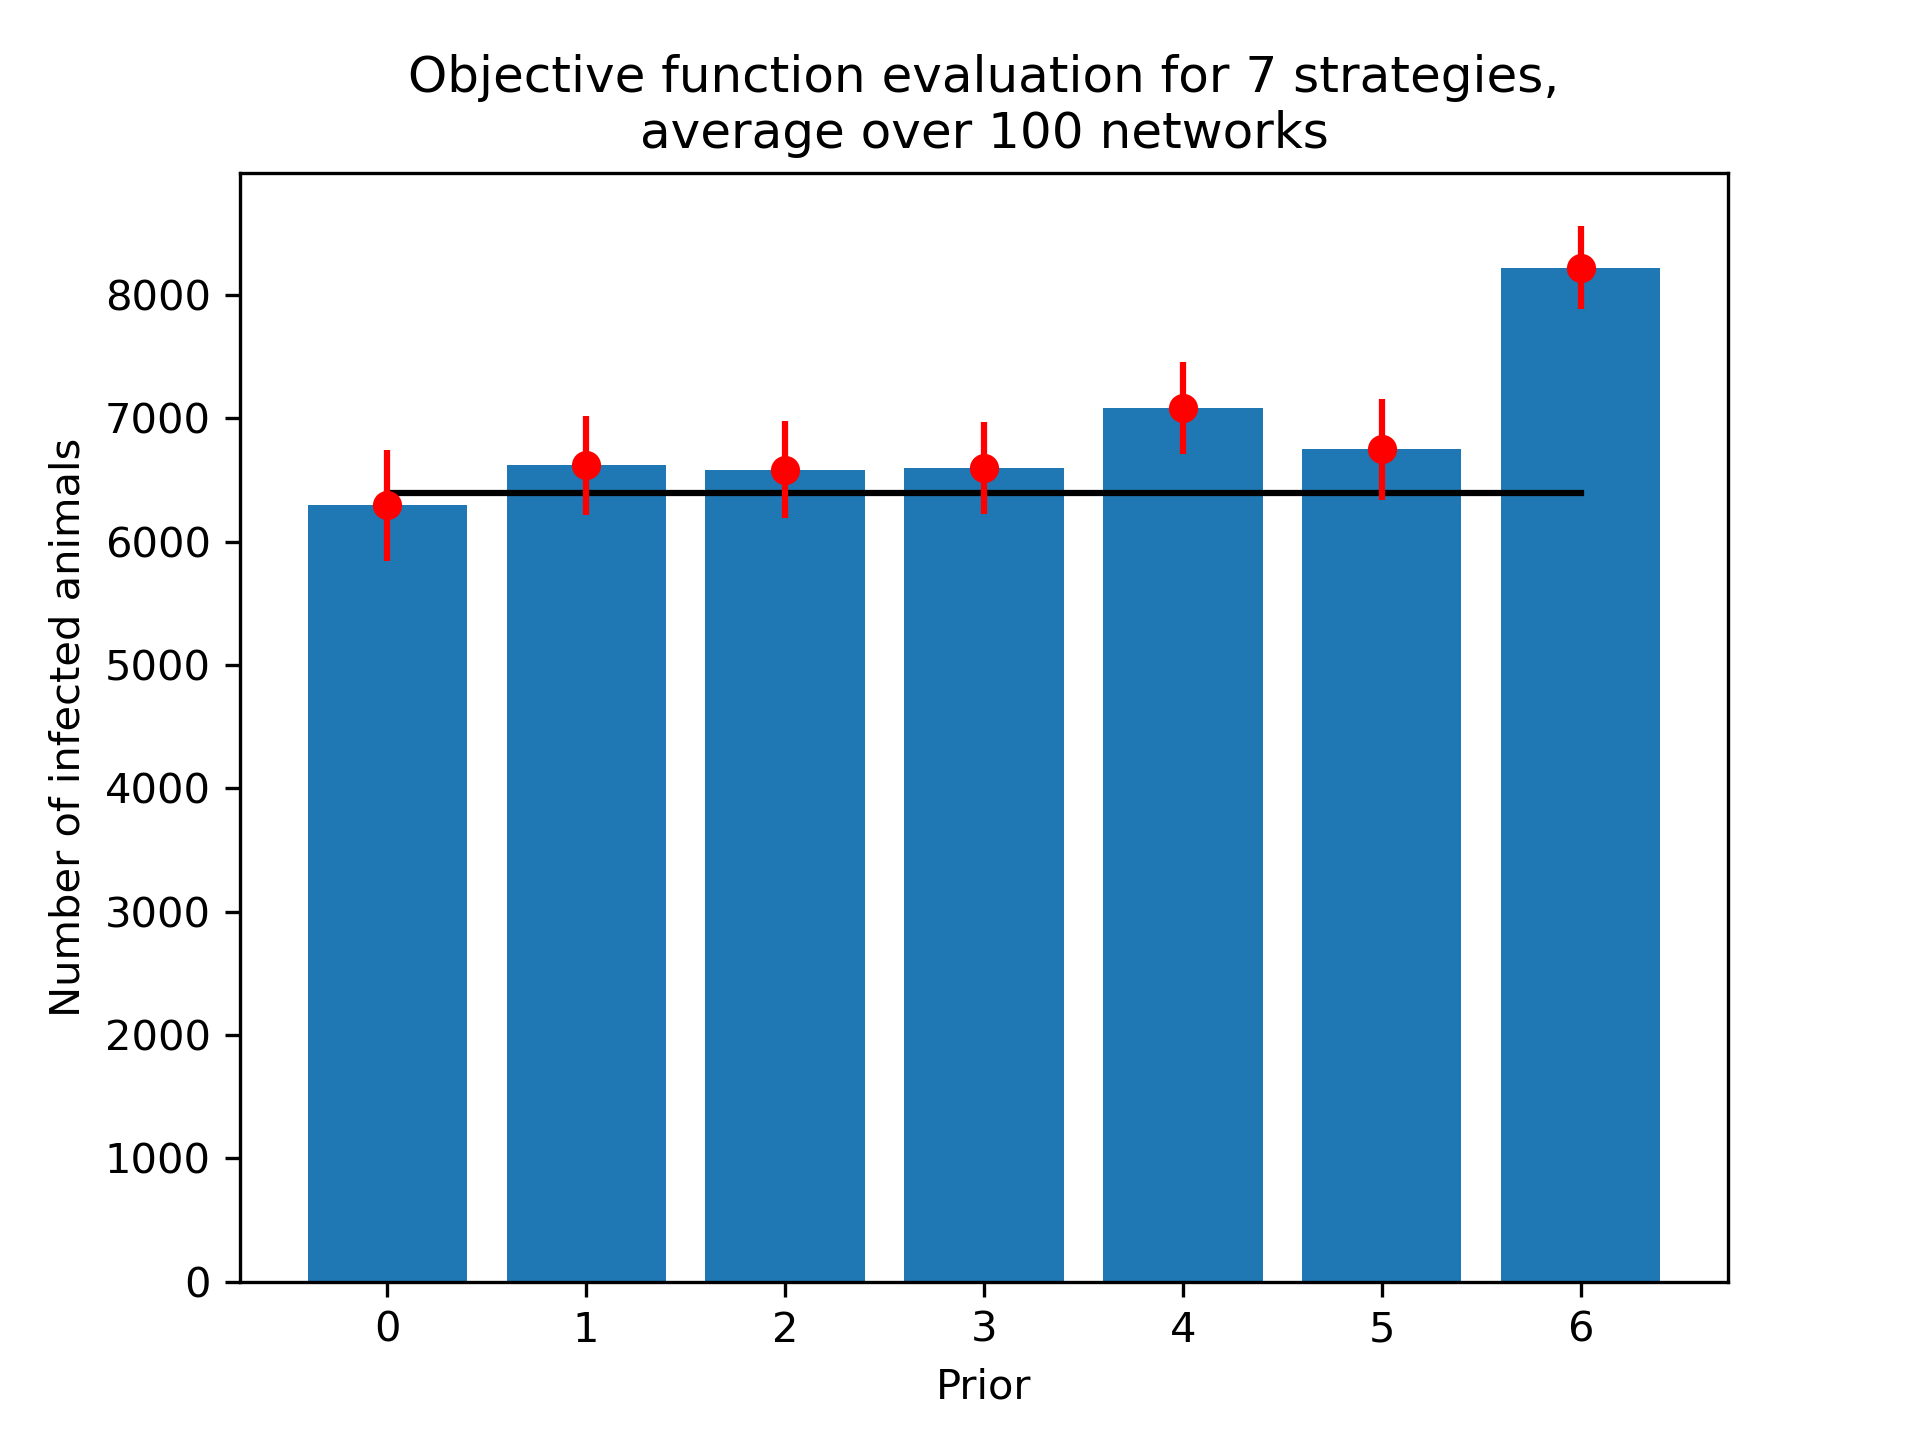 Objective function evaluation for 7 strategies,
average over 100 networks
Number of infected animals
8000
7000
6000
5000
4000
3000
2000
1000
0
0 1 2 3 4 5 6
Prior